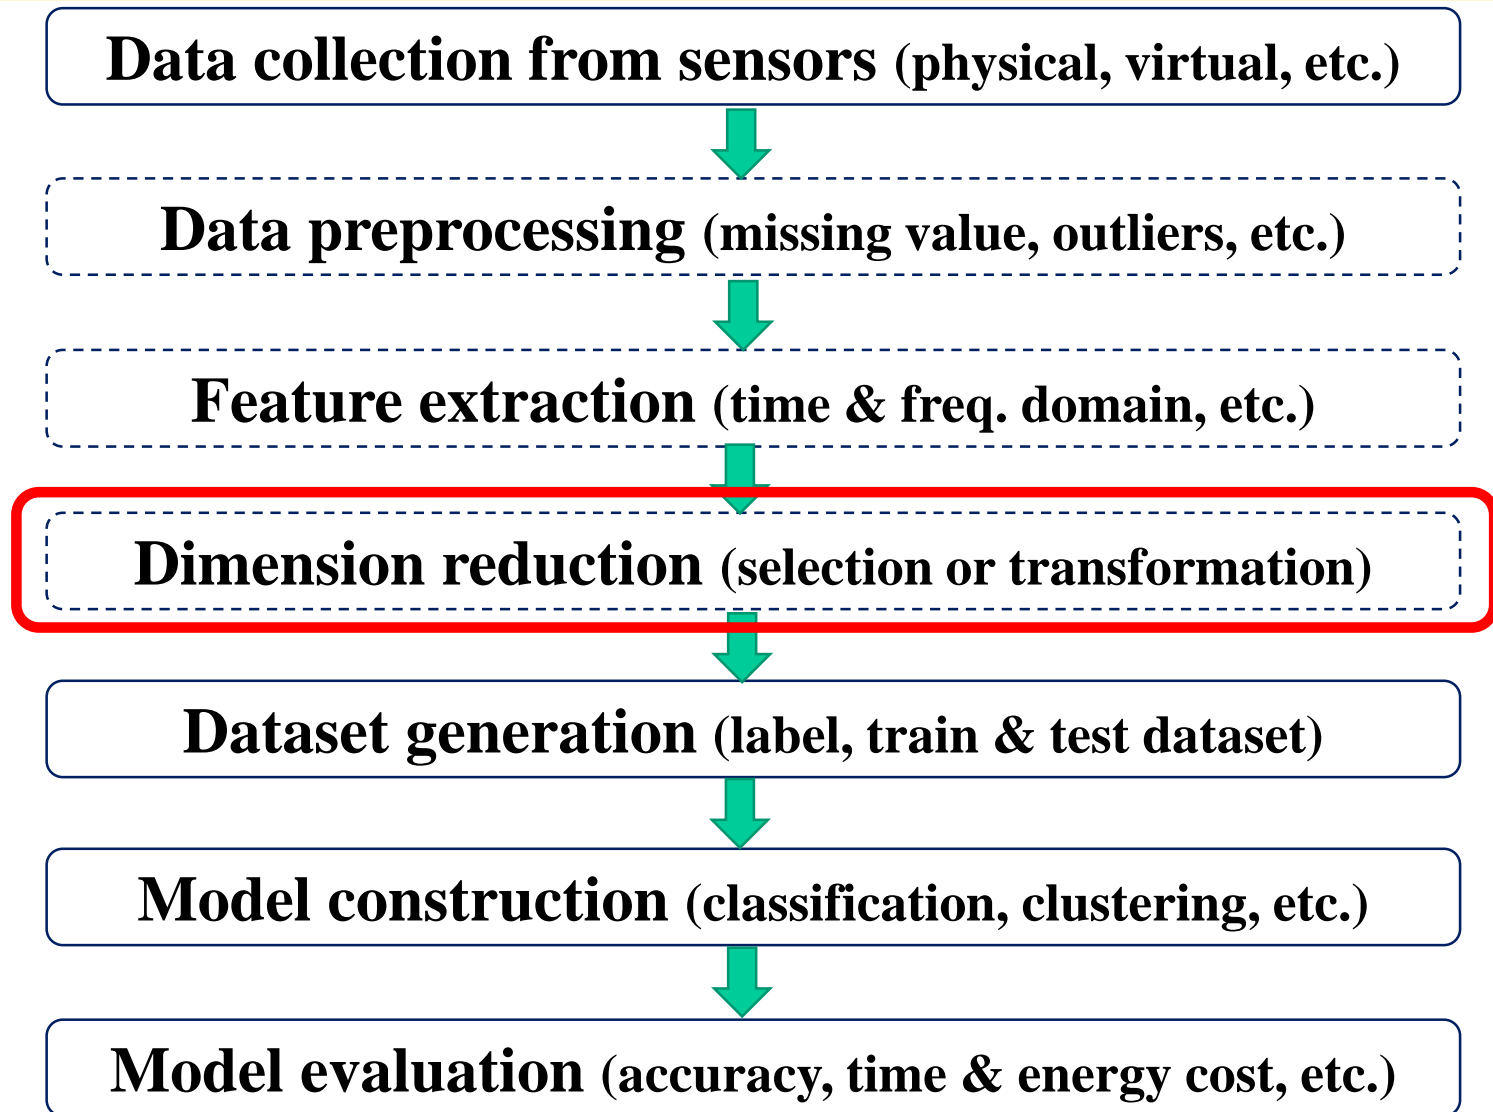 Data collection from sensors (physical, virtual, etc.)
Data preprocessing (missing value, outliers, etc.)
Feature extraction (time & freq. domain, etc.)
Dimension reduction (selection or transformation)
Dataset generation (label, train & test dataset)
Model construction (classification, clustering, etc.)
Model evaluation (accuracy, time & energy cost, etc.)